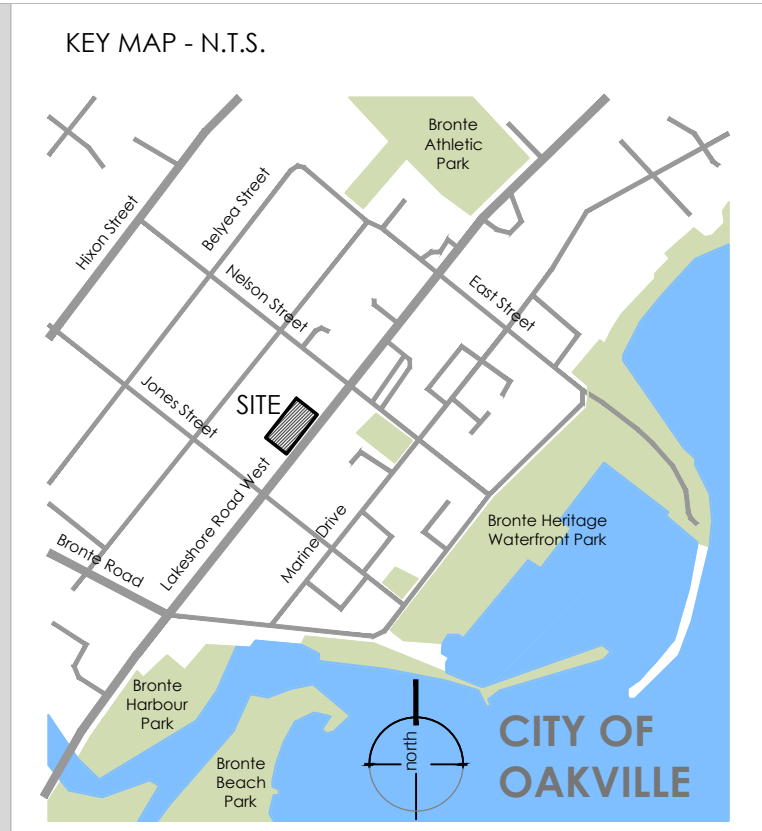 KEY MAP - N.T.S.
Bronte
Athletic
Park
Hixon Street
Belyea Street
Nelson Street
East Street
Jones Street
SITE
Lakeshore Road West
Marine Drive
Bronte Heritage
Waterfront Park
Bronte Road
Bronte
Harbour
Park
Bronte
Beach
Park
north
CITY OF
OAKVILLE